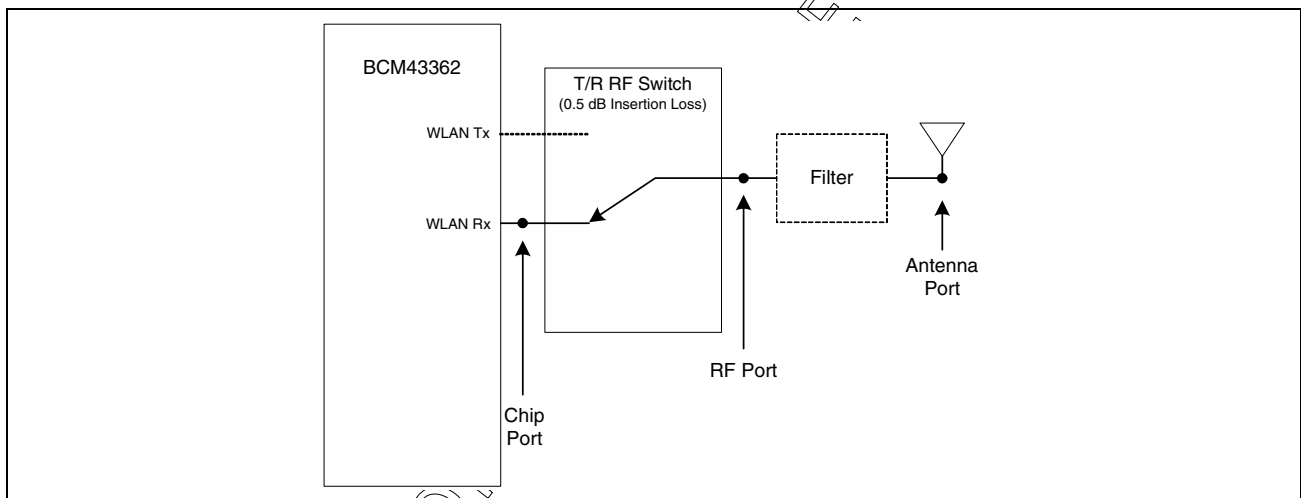 BCM43362
T/R RF Switch
(0.5 dB Insertion Loss)
WLAN Tx
Filter
WLAN Rx
Antenna
Port
RF Port
Chip
Port